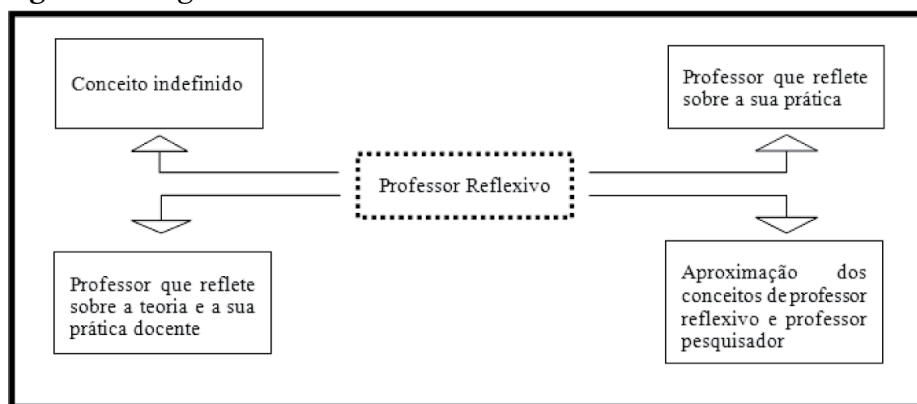 Conceito indefinido
Professor que reflete
sobre a sua prática
Professor Reflexivo
Professor que reflete
sobre a teoria e a sua
prática docente
Aproximação dos
conceitos de professor
reflexivo e professor
pesquisador